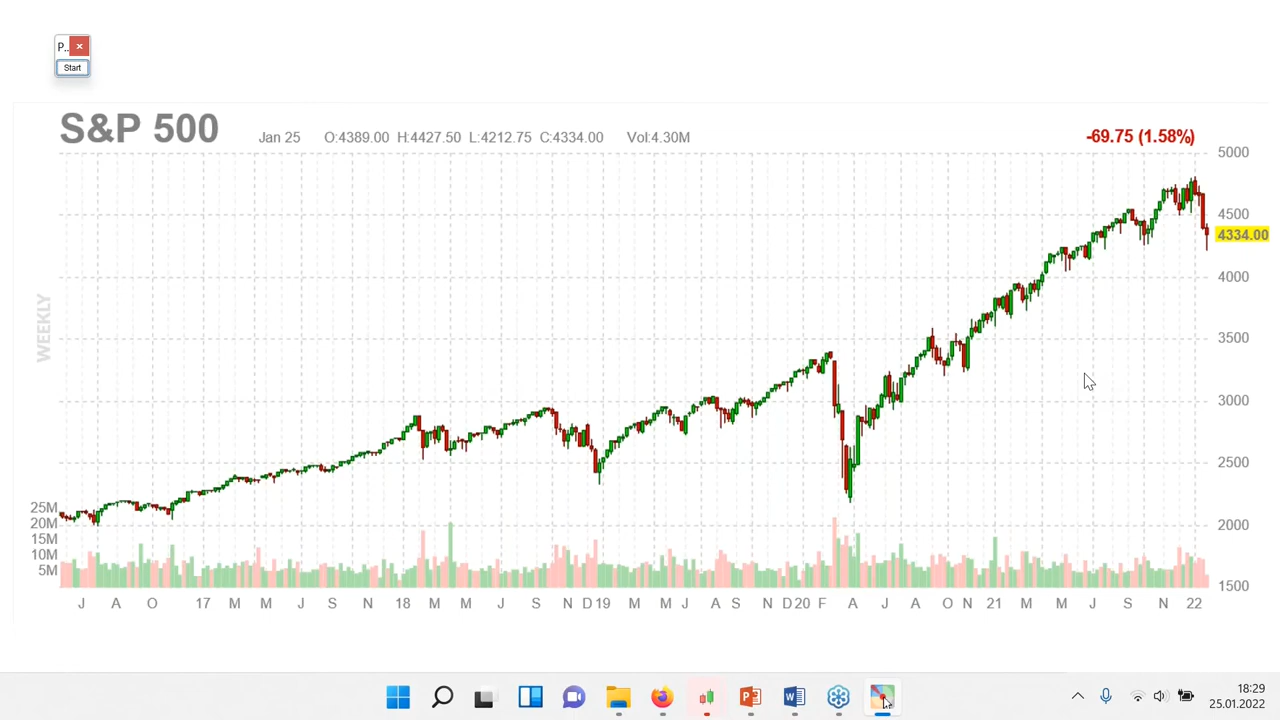 P..
Start
S&P 500 Jan 25 O:4389.00 H:4427.50 L:4212.75 C:4334.00 Vol:4.30M -69.75 (1.58%)
5000
4500
4334.00
4000
WEEKLY
3500
3000
2500
25M
20M 2000
15M
10M
5M
1500
J A O 17 M M J S N 18 M M J S N D 19 M M J A S N D 20 F A J A O N 21 M M J S N 22
18:29
25.01.2022